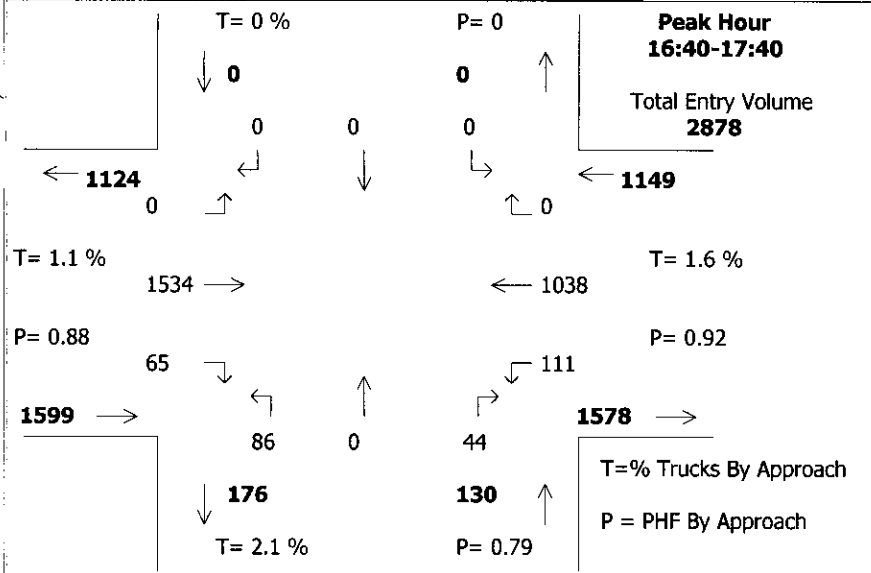 T= 0 % P= 0 Peak Hour
16:40-17:40
0 0
Total Entry Volume
0 0 0 2878
1124 1149
0 0
T= 1.1 % T= 1.6 %
1534 1038
P= 0.88 P= 0.92
65 111
1599 1578
86 0 44
T=% Trucks By Approach
176 130
P = PHF By Approach
T= 2.1 % P= 0.79